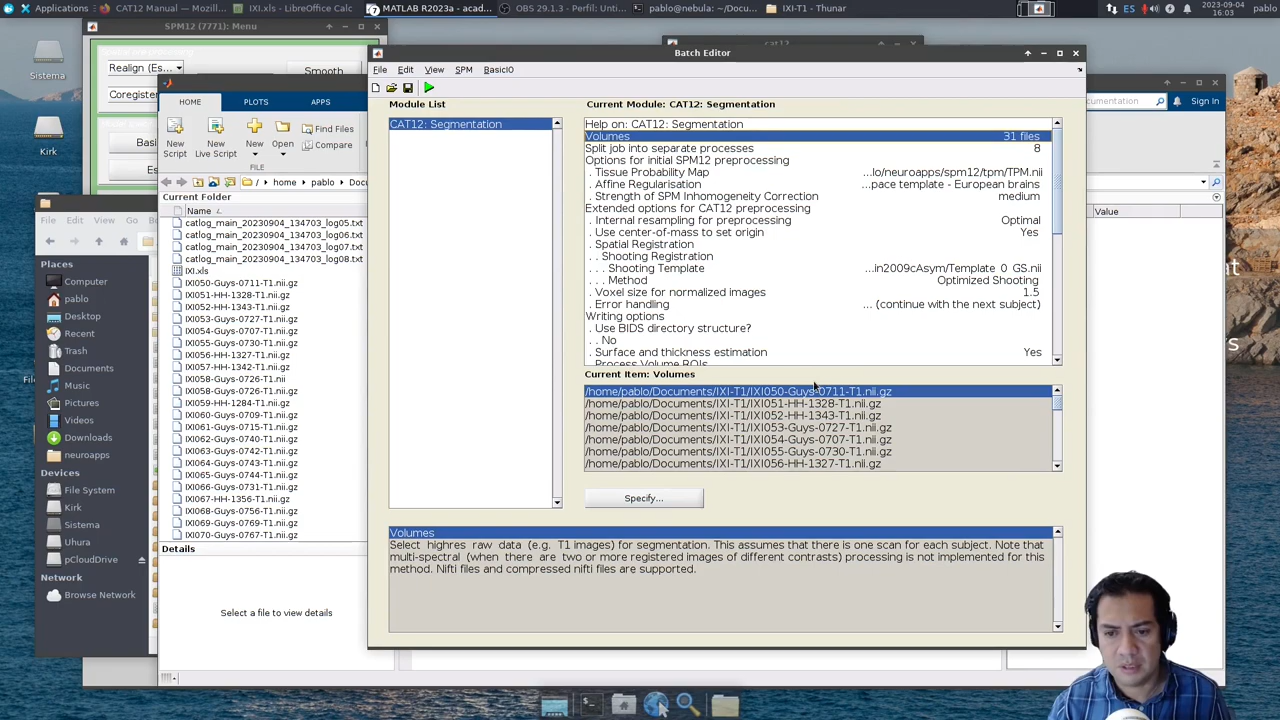 Applications
CAT12 Manual — Mozill...
IXI.xls - LibreOffice Calc
MATLAB R2023a - acad...
OBS 29.1.3 - Perfil: Unti...
pablo@nebula: ~/Docu...
IXI-T1 - Thunar
ES
2023-09-04
16:03
pablo
SPM12 (7771): Menu
Realign (Es...
Smooth
Coregister
Basi
Es
Sistema
Kirk
cat12
Batch Editor
File Edit View SPM BasicIO
Module List
CAT12: Segmentation
Current Module: CAT12: Segmentation
Help on: CAT12: Segmentation
Volumes 31 files
Split job into separate processes 8
Options for initial SPM12 preprocessing
. Tissue Probability Map ...lo/neuroapps/spm12/tpm/TPM.nii
. Affine Regularisation ...pace template - European brains
. Strength of SPM Inhomogeneity Correction medium
Extended options for CAT12 preprocessing
. Internal resampling for preprocessing Optimal
. Use center-of-mass to set origin Yes
. Spatial Registration
. . Shooting Registration
. . . Shooting Template ...in2009cAsym/Template_0_GS.nii
. . . Method Optimized Shooting
. Voxel size for normalized images 1.5
. Error handling ... (continue with the next subject)
Writing options
. Use BIDS directory structure?
. . No
. Surface and thickness estimation Yes
. Process Volume ROIs
Current Item: Volumes
/home/pablo/Documents/IXI-T1/IXI050-Guys-0711-T1.nii.gz
/home/pablo/Documents/IXI-T1/IXI051-HH-1328-T1.nii.gz
/home/pablo/Documents/IXI-T1/IXI052-HH-1343-T1.nii.gz
/home/pablo/Documents/IXI-T1/IXI053-Guys-0727-T1.nii.gz
/home/pablo/Documents/IXI-T1/IXI054-Guys-0707-T1.nii.gz
/home/pablo/Documents/IXI-T1/IXI055-Guys-0730-T1.nii.gz
/home/pablo/Documents/IXI-T1/IXI056-HH-1327-T1.nii.gz
Specify...
Volumes
Select highres raw data (e.g. T1 images) for segmentation. This assumes that there is one scan for each subject. Note that
multi-spectral (when there are two or more registered images of different contrasts) processing is not implemented for this
method. Nifti files and compressed nifti files are supported.
HOME PLOTS APPS
New
Script
New
Live Script
New
Open
Find Files
Compare
FILE
/ home pablo Doc
Current Folder
Name
catlog_main_20230904_134703_log05.txt
catlog_main_20230904_134703_log06.txt
catlog_main_20230904_134703_log07.txt
catlog_main_20230904_134703_log08.txt
IXI.xls
IXI050-Guys-0711-T1.nii.gz
IXI051-HH-1328-T1.nii.gz
IXI052-HH-1343-T1.nii.gz
IXI053-Guys-0727-T1.nii.gz
IXI054-Guys-0707-T1.nii.gz
IXI055-Guys-0730-T1.nii.gz
IXI056-HH-1327-T1.nii.gz
IXI057-HH-1342-T1.nii.gz
IXI058-Guys-0726-T1.nii
IXI058-Guys-0726-T1.nii.gz
IXI059-HH-1284-T1.nii.gz
IXI060-Guys-0709-T1.nii.gz
IXI061-Guys-0715-T1.nii.gz
IXI062-Guys-0740-T1.nii.gz
IXI063-Guys-0742-T1.nii.gz
IXI064-Guys-0743-T1.nii.gz
IXI065-Guys-0744-T1.nii.gz
IXI066-Guys-0731-T1.nii.gz
IXI067-HH-1356-T1.nii.gz
IXI068-Guys-0756-T1.nii.gz
IXI069-Guys-0769-T1.nii.gz
IXI070-Guys-0767-T1.nii.gz
Details
Select a file to view details
File Edit View Go
Places
Computer
pablo
Desktop
Recent
Trash
Documents
Music
Pictures
Videos
Downloads
neuroapps
Devices
File System
Kirk
Sistema
Uhura
pCloudDrive
Network
Browse Network
Sign In
Value